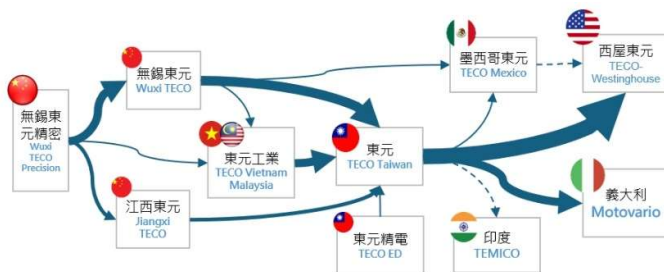 無錫東
元精密
Wuxi
TECO
Precision
無錫東元
Wuxi TECO
東元工業
TECO Vietnam
Malaysia
江西東元
Jiangxi
TECO
東元
TECO Taiwan
東元精電
TECO ED
墨西哥東元
TECO Mexico
西屋東元
TECO-
Westinghouse
義大利
Motovario
印度
TEMICO